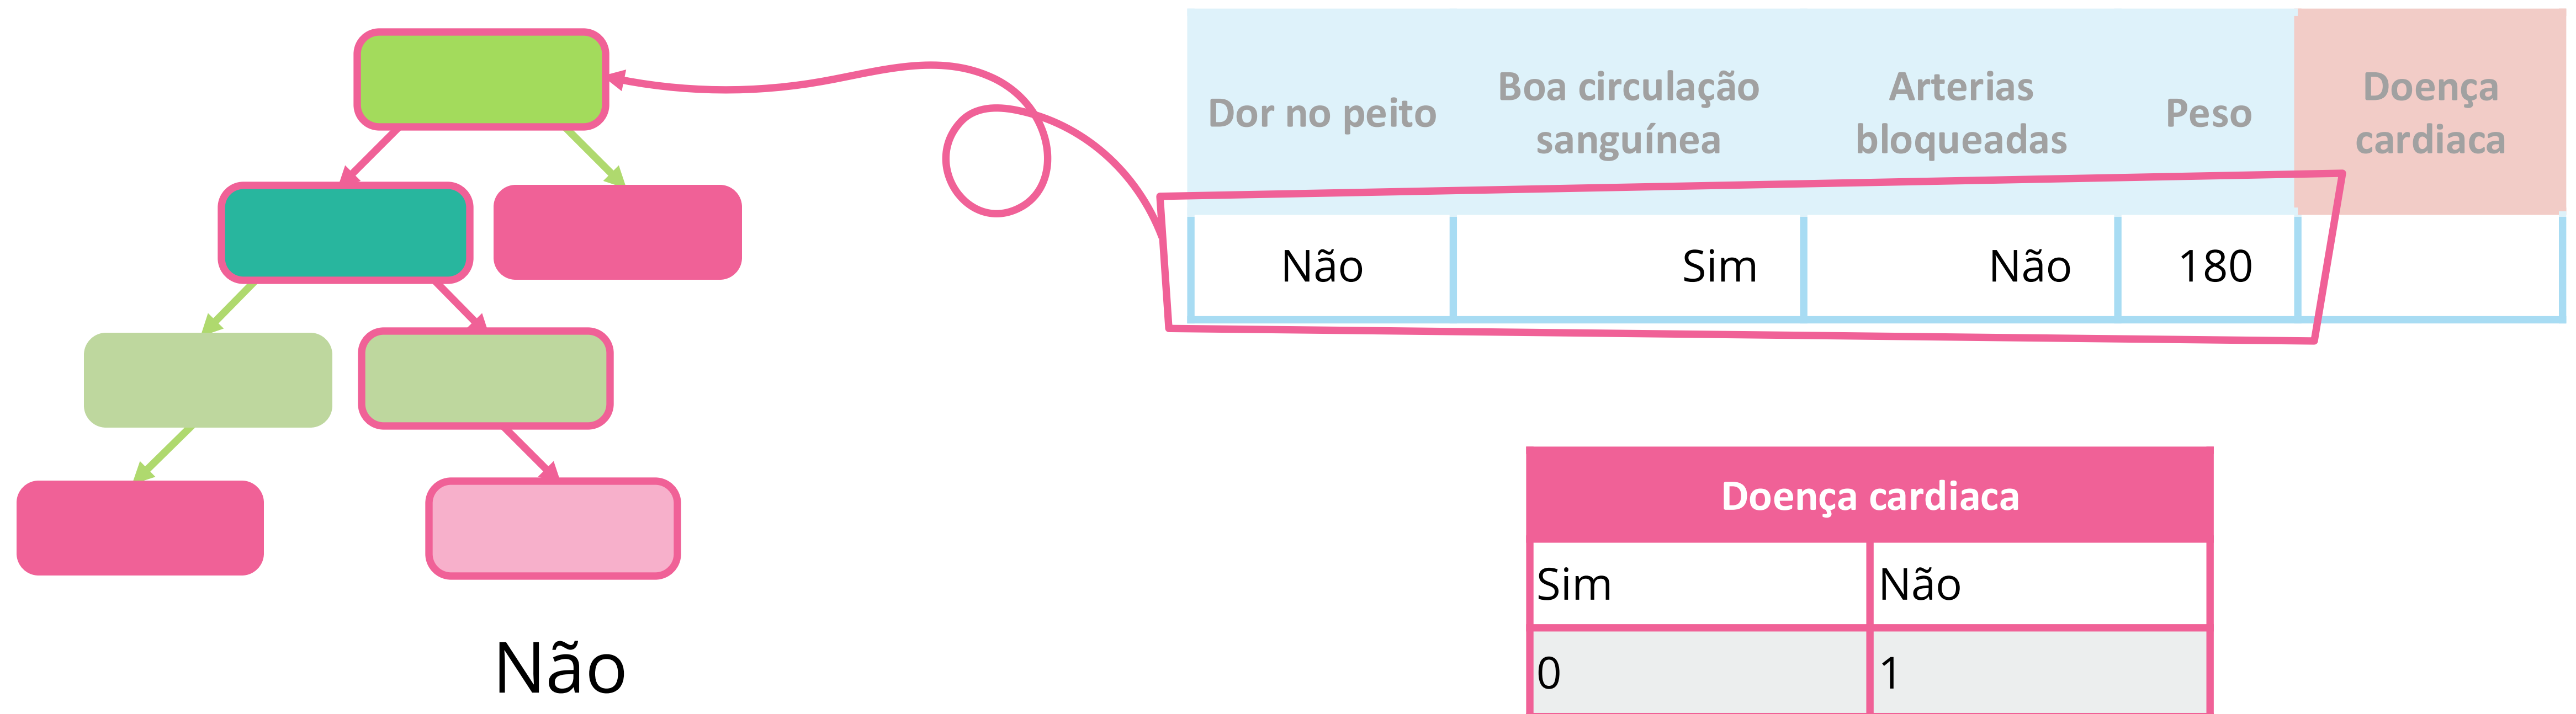 Dor no peito
Boa circulação
sanguínea
Arterias
bloqueadas
Peso
Doença
cardiaca
Não
Sim
Não
180
Doença cardiaca
Sim
Não
0
1
Não